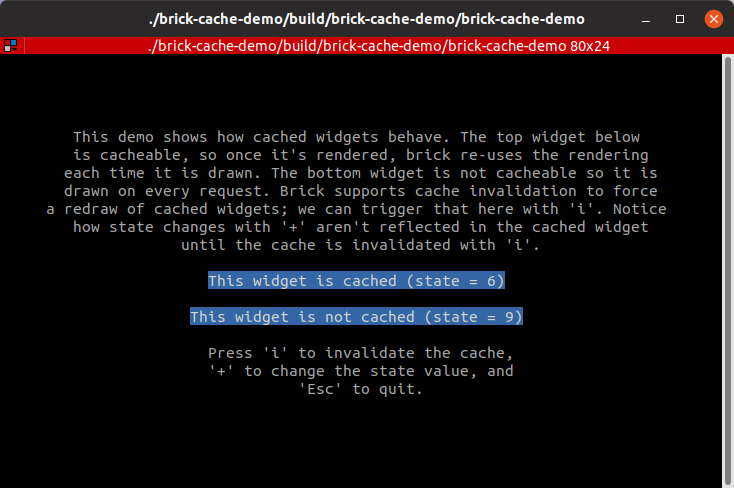 ./brick-cache-demo/build/brick-cache-demo/brick-cache-demo
./brick-cache-demo/build/brick-cache-demo/brick-cache-demo 80x24
This demo shows how cached widgets behave. The top widget below
is cacheable, so once it's rendered, brick re-uses the rendering
each time it is drawn. The bottom widget is not cacheable so it is
drawn on every request. Brick supports cache invalidation to force
a redraw of cached widgets; we can trigger that here with 'i'. Notice
how state changes with '+' aren't reflected in the cached widget
until the cache is invalidated with 'i'.
This widget is cached (state = 6)
This widget is not cached (state = 9)
Press 'i' to invalidate the cache,
'+' to change the state value, and
'Esc' to quit.